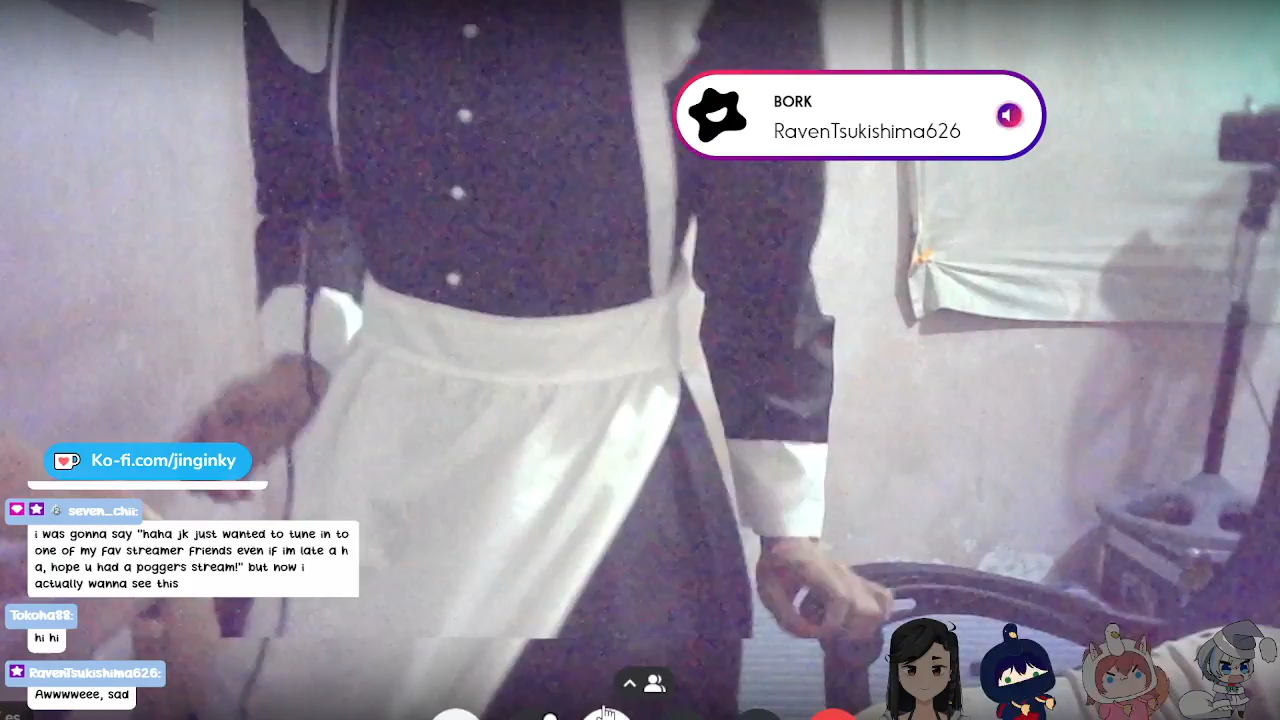 BORK
RavenTsukishima626
Ko-fi.com/jinginky
seven_chii:
i was gonna say "haha jk just wanted to tune in to
one of my fav streamer friends even if im late a h
a, hope u had a poggers stream!" but now i
actually wanna see this
Tokoha88:
hi hi
RavenTsukishima626:
Awwwweee, sad
es